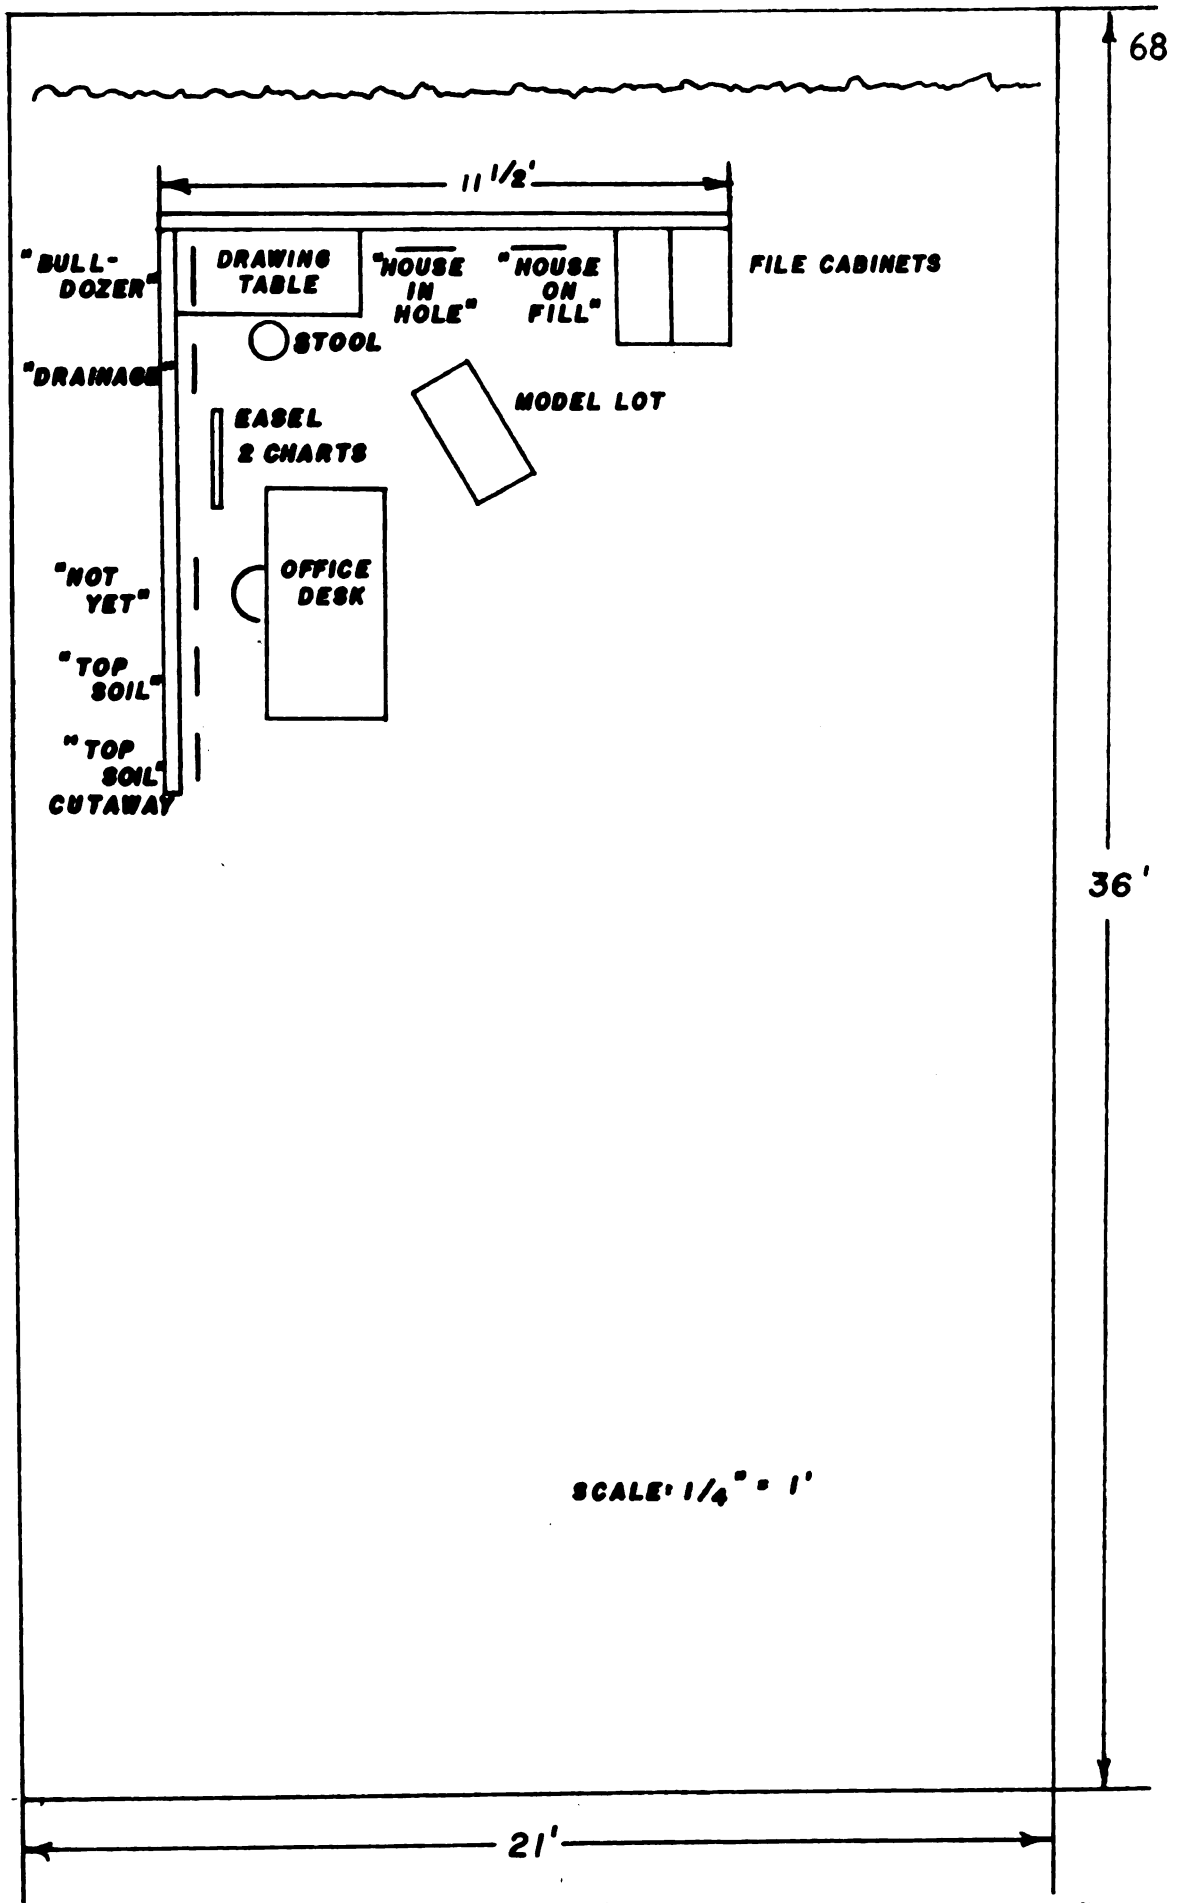 68
11 1/2'
"BULL-
DOZER"
DRAWING
TABLE
"HOUSE
IN
HOLE"
"HOUSE
ON
FILL"
FILE CABINETS
STOOL
"DRAINAGE"
MODEL LOT
EASEL
2 CHARTS
"NOT
YET"
OFFICE
DESK
"TOP
SOIL"
"TOP
SOIL"
CUTAWAY
36'
SCALE: 1/4" = 1'
21'